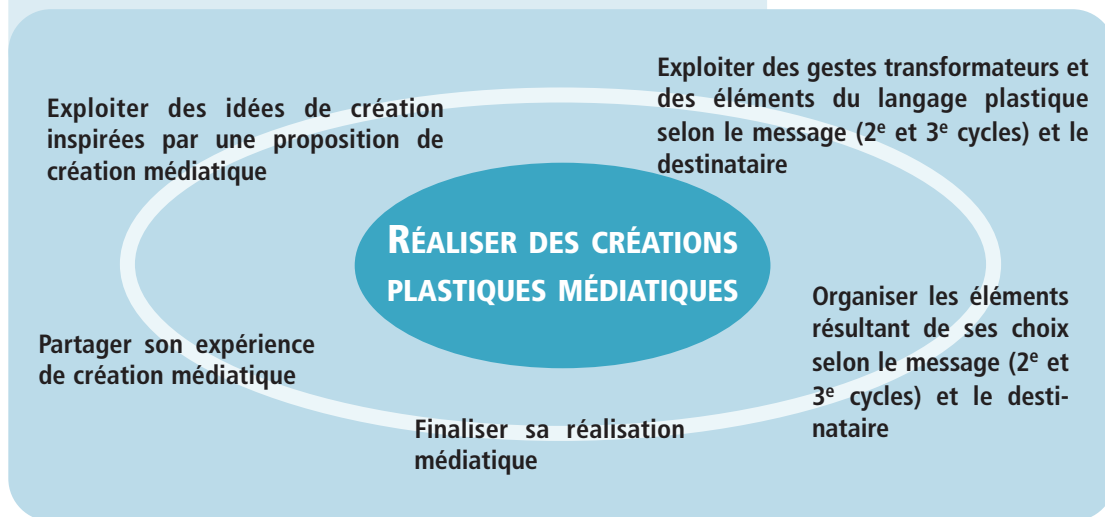 Exploiter des idées de création
inspirées par une proposition de
création médiatique
Exploiter des gestes transformateurs et
des éléments du langage plastique
selon le message (2e et 3e cycles) et le
destinataire
RÉALISER DES CRÉATIONS
PLASTIQUES MÉDIATIQUES
Organiser les éléments
résultant de ses choix
selon le message (2e et
3e cycles) et le desti-
nataire
Partager son expérience
de création médiatique
Finaliser sa réalisation
médiatique